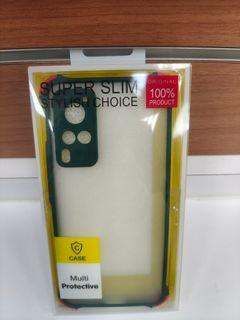 SUPER SLIM
STYLISH CHOICE
ORIGINAL
100%
PRODUCT
C
CASE
Multi
Protective